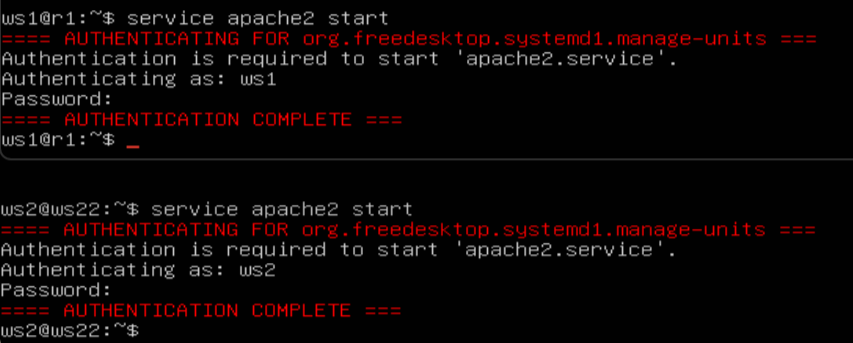 ws1@r1:~$ service apache2 start
==== AUTHENTICATING FOR org.freedesktop.systemd1.manage-units ===
Authentication is required to start 'apache2.service'.
Authenticating as: ws1
Password:
==== AUTHENTICATION COMPLETE ===
ws1@r1:~$ _
ws2@ws22:~$ service apache2 start
==== AUTHENTICATING FOR org.freedesktop.systemd1.manage-units ===
Authentication is required to start 'apache2.service'.
Authenticating as: ws2
Password:
==== AUTHENTICATION COMPLETE ===
ws2@ws22:~$